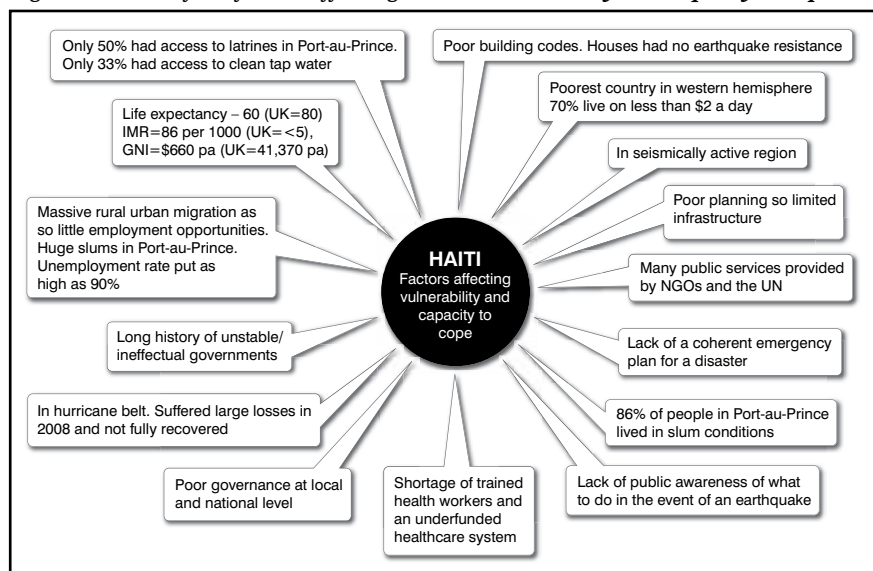 Only 50% had access to latrines in Port-au-Prince.
Only 33% had access to clean tap water
Poor building codes. Houses had no earthquake resistance
Life expectancy – 60 (UK=80)
IMR=86 per 1000 (UK=<5),
GNI=$660 pa (UK=41,370 pa)
Poorest country in western hemisphere
70% live on less than $2 a day
In seismically active region
Massive rural urban migration as
so little employment opportunities.
Huge slums in Port-au-Prince.
Unemployment rate put as
high as 90%
Poor planning so limited
infrastructure
HAITI
Factors affecting
vulnerability and
capacity to
cope
Many public services provided
by NGOs and the UN
Long history of unstable/
ineffectual governments
Lack of a coherent emergency
plan for a disaster
In hurricane belt. Suffered large losses in
2008 and not fully recovered
86% of people in Port-au-Prince
lived in slum conditions
Poor governance at local
and national level
Shortage of trained
health workers and
an underfunded
healthcare system
Lack of public awareness of what
to do in the event of an earthquake